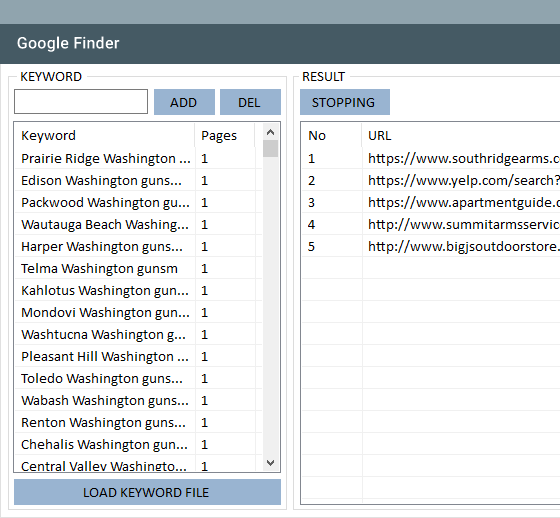 Google Finder
KEYWORD
ADD
DEL
Keyword Pages
Prairie Ridge Washington ... 1
Edison Washington guns... 1
Packwood Washington gu... 1
Wautauga Beach Washing... 1
Harper Washington guns... 1
Telma Washington gunsm 1
Kahlotus Washington gun... 1
Mondovi Washington gun... 1
Washtucna Washington g... 1
Pleasant Hill Washington ... 1
Toledo Washington guns... 1
Wabash Washington guns... 1
Renton Washington guns... 1
Chehalis Washington gun... 1
Central Valley Washingto... 1
LOAD KEYWORD FILE
RESULT
STOPPING
No URL
1 https://www.southridgearms.c
2 https://www.yelp.com/search?
3 https://www.apartmentguide.c
4 http://www.summitarmsservic
5 http://www.bigjsoutdoorstore.